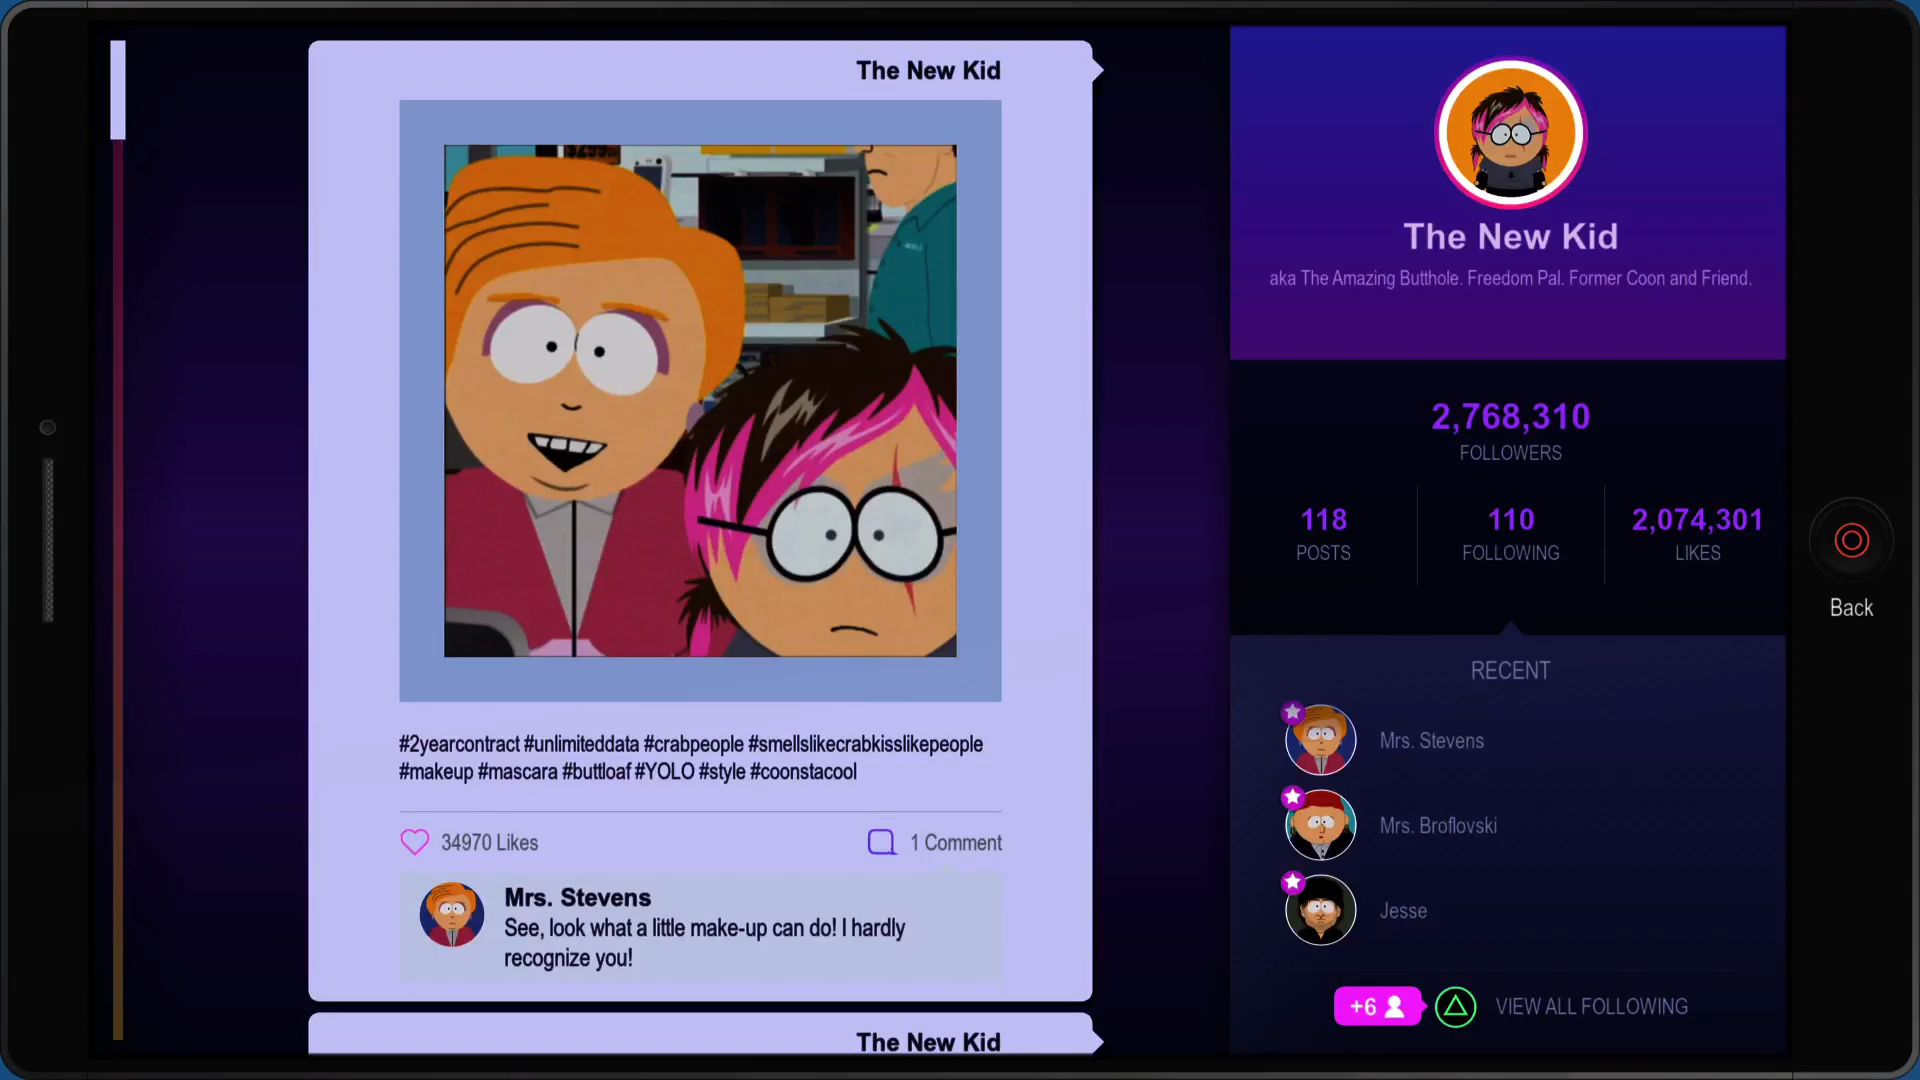 The New Kid
#2yearcontract #unlimiteddata #crabpeople #smellslikecrabkisslikepeople
#makeup #mascara #buttloaf #YOLO #style #coonstacool
34970 Likes
1 Comment
Mrs. Stevens
See, look what a little make-up can do! I hardly
recognize you!
The New Kid
The New Kid
aka The Amazing Butthole. Freedom Pal. Former Coon and Friend.
2,768,310
FOLLOWERS
118
POSTS
110
FOLLOWING
2,074,301
LIKES
RECENT
Mrs. Stevens
Mrs. Broflovski
Jesse
+6
VIEW ALL FOLLOWING
Back